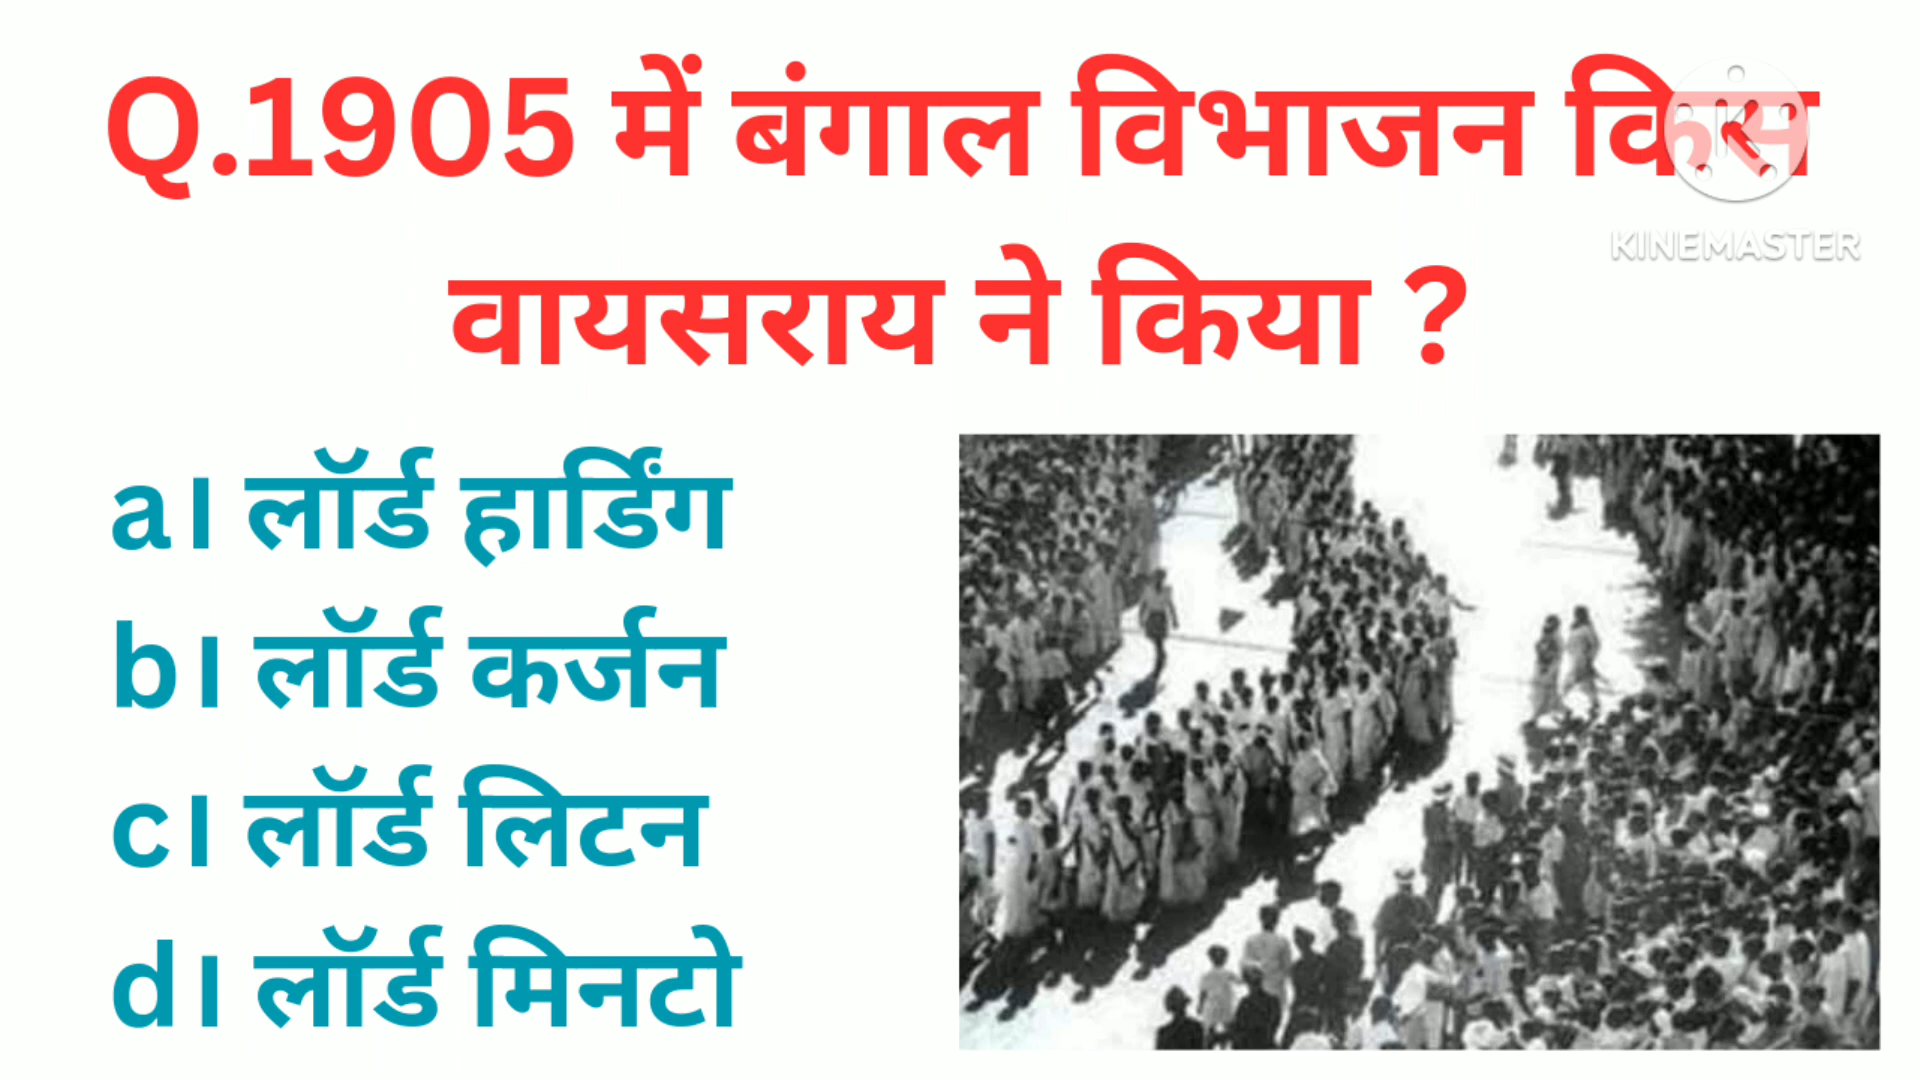 Q.1905 में बंगाल विभाजन किस
वायसराय ने किया ?
KINEMASTER
a। लॉर्ड हार्डिंग
b। लॉर्ड कर्जन
c। लॉर्ड लिटन
d। लॉर्ड मिनटो